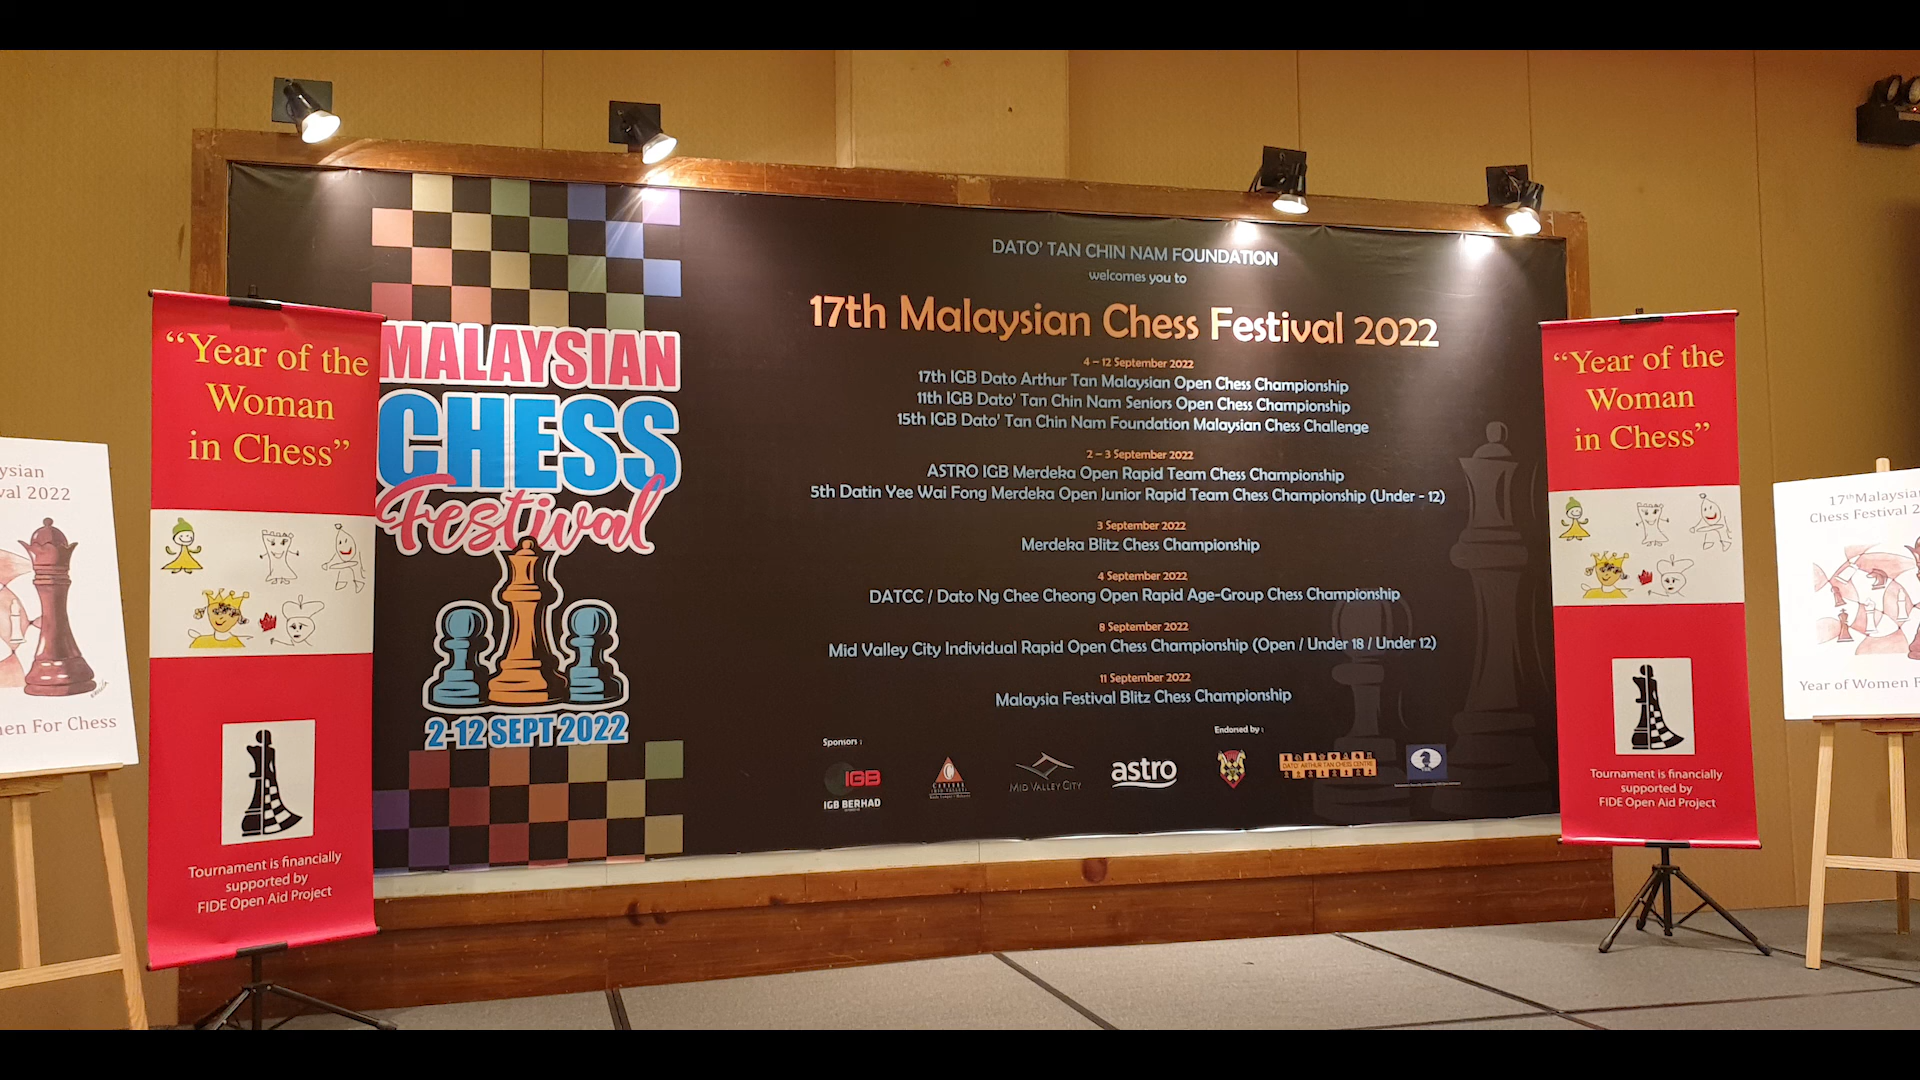 ysian
val 2022
en For Chess
“Year of the
Woman
in Chess”
Tournament is financially
supported by
FIDE Open Aid Project
MALAYSIAN
CHESS
Festival
2-12 SEPT 2022
DATO' TAN CHIN NAM FOUNDATION
welcomes you to
17th Malaysian Chess Festival 2022
4 – 12 September 2022
17th IGB Dato Arthur Tan Malaysian Open Chess Championship
11th IGB Dato' Tan Chin Nam Seniors Open Chess Championship
15th IGB Dato' Tan Chin Nam Foundation Malaysian Chess Challenge
2 – 3 September 2022
ASTRO IGB Merdeka Open Rapid Team Chess Championship
5th Datin Yee Wai Fong Merdeka Open Junior Rapid Team Chess Championship (Under - 12)
3 September 2022
Merdeka Blitz Chess Championship
4 September 2022
DATCC / Dato Ng Chee Cheong Open Rapid Age-Group Chess Championship
8 September 2022
Mid Valley City Individual Rapid Open Chess Championship (Open / Under 18 / Under 12)
11 September 2022
Malaysia Festival Blitz Chess Championship
Sponsors :
IGB
IGB BERHAD
MID VALLEY CITY
astro
Endorsed by :
DATO' ARTHUR TAN CHESS CENTRE
“Year of the
Woman
in Chess”
Tournament is financially
supported by
FIDE Open Aid Project
17th Malaysia
Chess Festival 2
Year of Women F